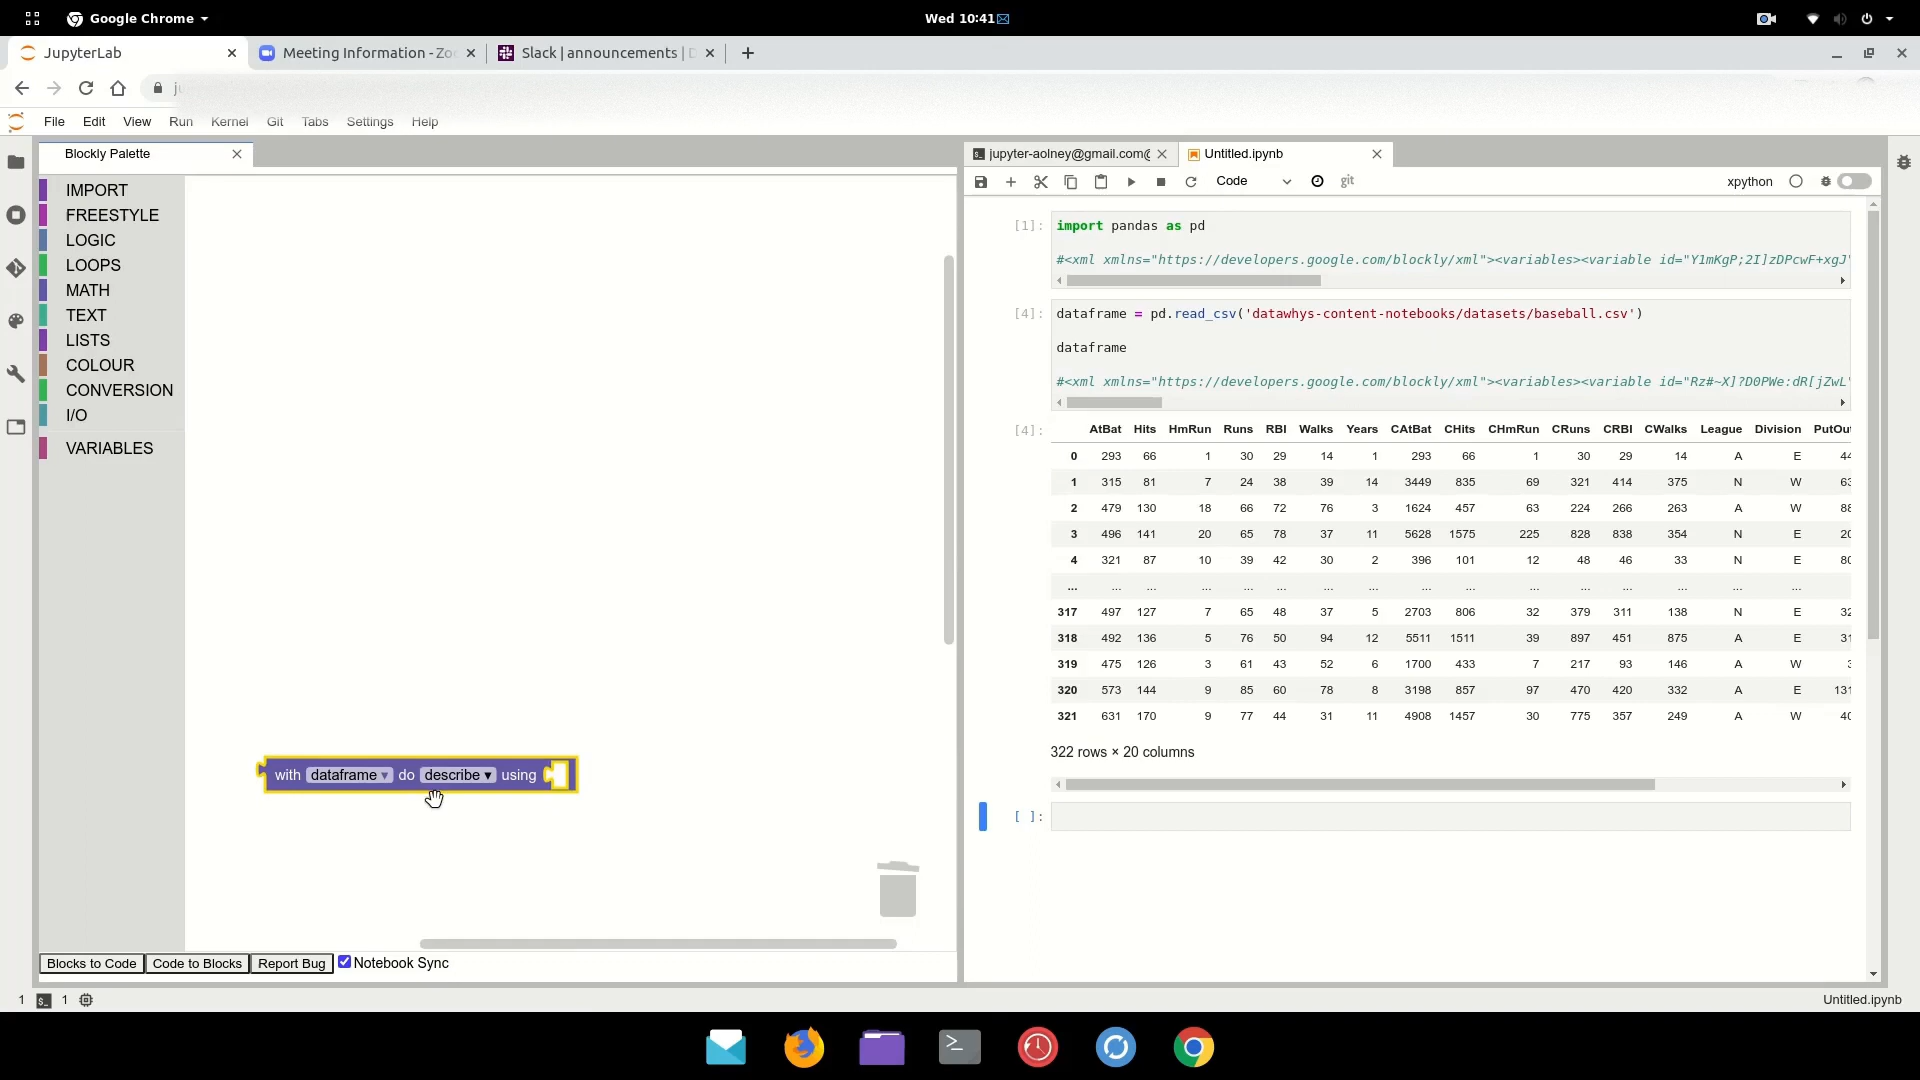 Google Chrome
Wed 10:41
JupyterLab
Meeting Information - Zo
Slack | announcements |
File Edit View Run Kernel Git Tabs Settings Help
Blockly Palette
IMPORT
FREESTYLE
LOGIC
LOOPS
MATH
TEXT
LISTS
COLOUR
CONVERSION
I/O
VARIABLES
with dataframe do describe using
Blocks to Code Code to Blocks Report Bug Notebook Sync
jupyter-aolney@gmail.com@ Untitled.ipynb
Code git xpython
[1]: import pandas as pd
#<xml xmlns="https://developers.google.com/blockly/xml"><variables><variable id="Y1mKgP;2I]zDPcwF+xgJ
[4]: dataframe = pd.read_csv('datawhys-content-notebooks/datasets/baseball.csv')
dataframe
#<xml xmlns="https://developers.google.com/blockly/xml"><variables><variable id="Rz#~X]?D0PWe:dR[jZwL
[4]: AtBat Hits HmRun Runs RBI Walks Years CAtBat CHits CHmRun CRuns CRBI CWalks League Division PutOu
0 293 66 1 30 29 14 1 293 66 1 30 29 14 A E 44
1 315 81 7 24 38 39 14 3449 835 69 321 414 375 N W 63
2 479 130 18 66 72 76 3 1624 457 63 224 266 263 A W 88
3 496 141 20 65 78 37 11 5628 1575 225 828 838 354 N E 20
4 321 87 10 39 42 30 2 396 101 12 48 46 33 N E 80
... ... ... ... ... ... ... ... ... ... ... ... ... ... ... ...
317 497 127 7 65 48 37 5 2703 806 32 379 311 138 N E 32
318 492 136 5 76 50 94 12 5511 1511 39 897 451 875 A E 31
319 475 126 3 61 43 52 6 1700 433 7 217 93 146 A W
320 573 144 9 85 60 78 8 3198 857 97 470 420 332 A E 131
321 631 170 9 77 44 31 11 4908 1457 30 775 357 249 A W 40
322 rows × 20 columns
[ ]:
1 1 Untitled.ipynb